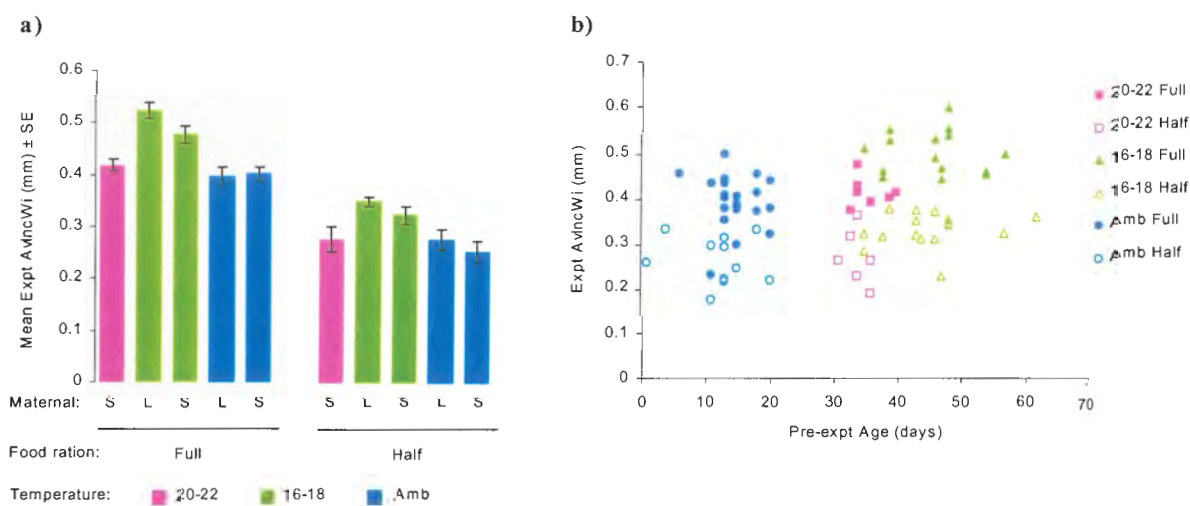 a)
Mean Expt AvIncWi (mm) ± SE
0.6
0.5
0.4
0.3
0.2
0.1
0
Maternal: S L S L S S L S L S
Food ration: Full Half
Temperature: 20-22 16-18 Amb
b)
Expt AvIncWi (mm)
0.7
0.6
0.5
0.4
0.3
0.2
0.1
0
0 10 20 30 40 50 60 70
Pre-expt Age (days)
20-22 Full
20-22 Half
16-18 Full
16-18 Half
Amb Full
Amb Half